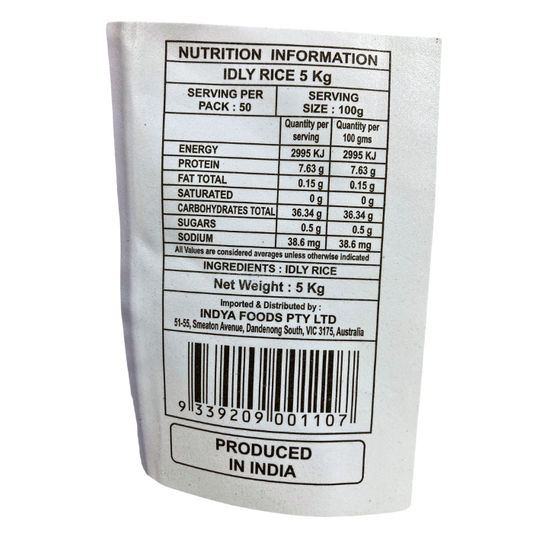 NUTRITION INFORMATION
IDLY RICE 5 Kg
SERVING PER PACK : 50
SERVING SIZE : 100g
Quantity per serving
Quantity per 100 gms
ENERGY 2995 KJ 2995 KJ
PROTEIN 7.63 g 7.63 g
FAT TOTAL 0.15 g 0.15 g
SATURATED 0 g 0 g
CARBOHYDRATES TOTAL 36.34 g 36.34 g
SUGARS 0.5 g 0.5 g
SODIUM 38.6 mg 38.6 mg
All Values are considered averages unless otherwise indicated
INGREDIENTS : IDLY RICE
Net Weight : 5 Kg
Imported & Distributed by :
INDYA FOODS PTY LTD
51-55, Smeaton Avenue, Dandenong South, VIC 3175, Australia
9 339209 001107
PRODUCED
IN INDIA